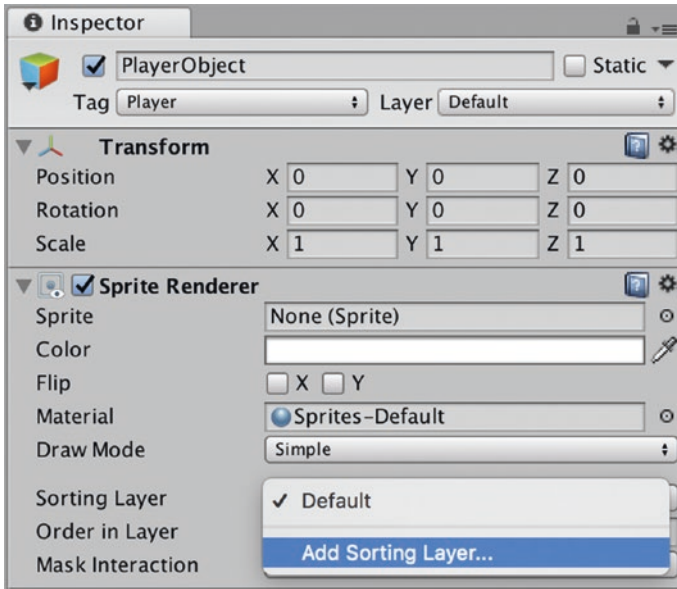 Inspector
PlayerObject Static
Tag Player Layer Default
Transform
Position X 0 Y 0 Z 0
Rotation X 0 Y 0 Z 0
Scale X 1 Y 1 Z 1
Sprite Renderer
Sprite None (Sprite)
Color
Flip X Y
Material Sprites-Default
Draw Mode Simple
Sorting Layer ✓ Default
Order in Layer
Add Sorting Layer...
Mask Interaction